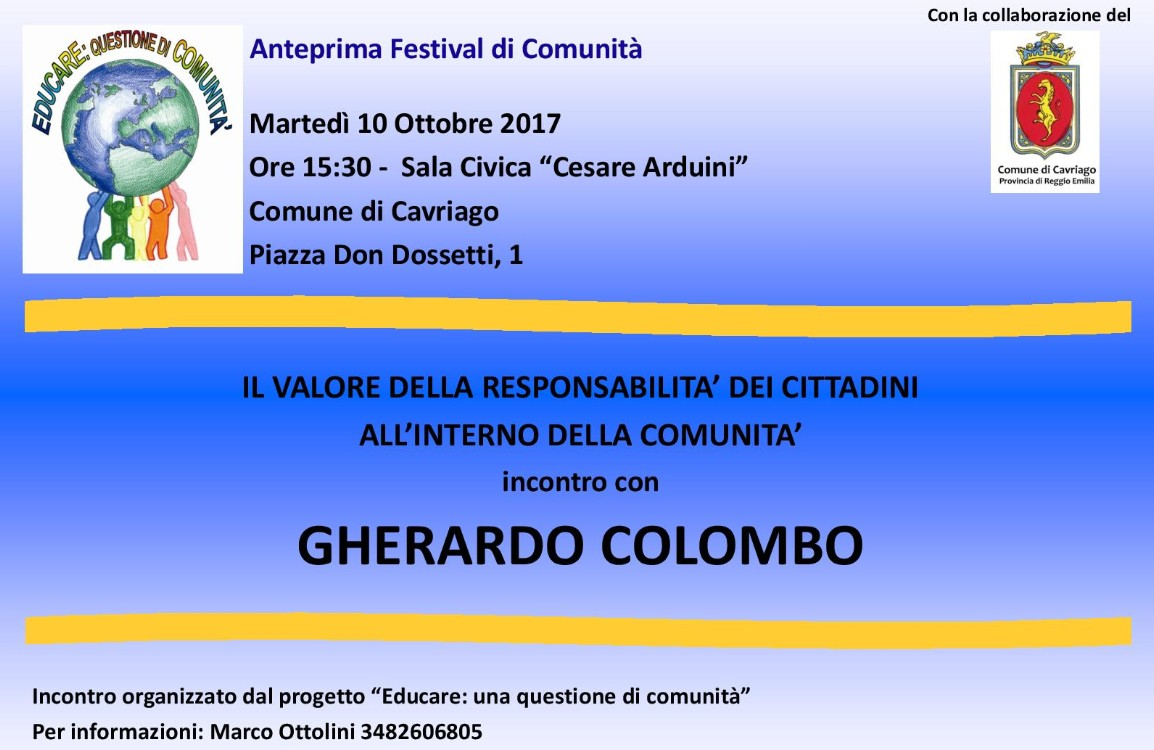 Con la collaborazione del
EDUCARE: QUESTIONE DI COMUNITA'
Anteprima Festival di Comunità
Martedì 10 Ottobre 2017
Ore 15:30 - Sala Civica “Cesare Arduini”
Comune di Cavriago
Piazza Don Dossetti, 1
Comune di Cavriago
Provincia di Reggio Emilia
IL VALORE DELLA RESPONSABILITA’ DEI CITTADINI
ALL’INTERNO DELLA COMUNITA’
incontro con
GHERARDO COLOMBO
Incontro organizzato dal progetto “Educare: una questione di comunità”
Per informazioni: Marco Ottolini 3482606805